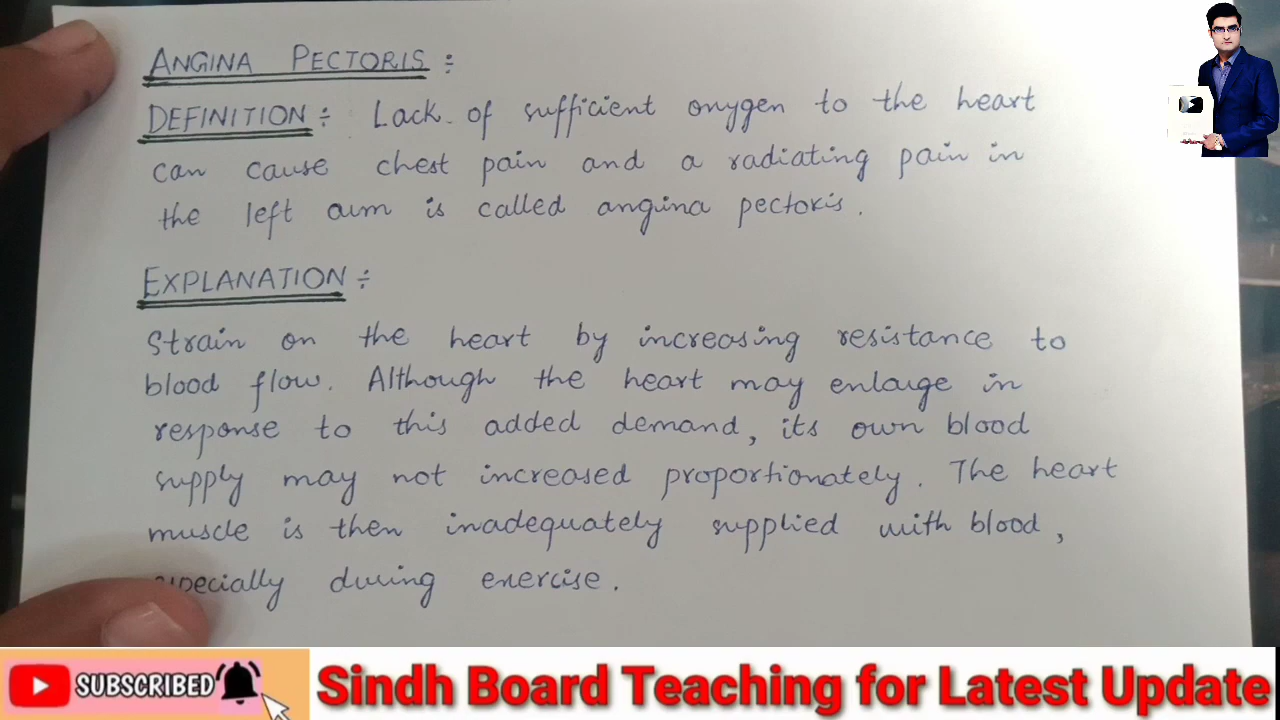 ANGINA PECTORIS :-
DEFINITION :- Lack of sufficient oxygen to the heart
can cause chest pain and a radiating pain in
the left arm is called angina pectoris.
EXPLANATION :-
Strain on the heart by increasing resistance to
blood flow. Although the heart may enlarge in
response to this added demand, its own blood
supply may not increased proportionately. The heart
muscle is then inadequately supplied with blood,
especially during exercise.
SUBSCRIBED Sindh Board Teaching for Latest Update